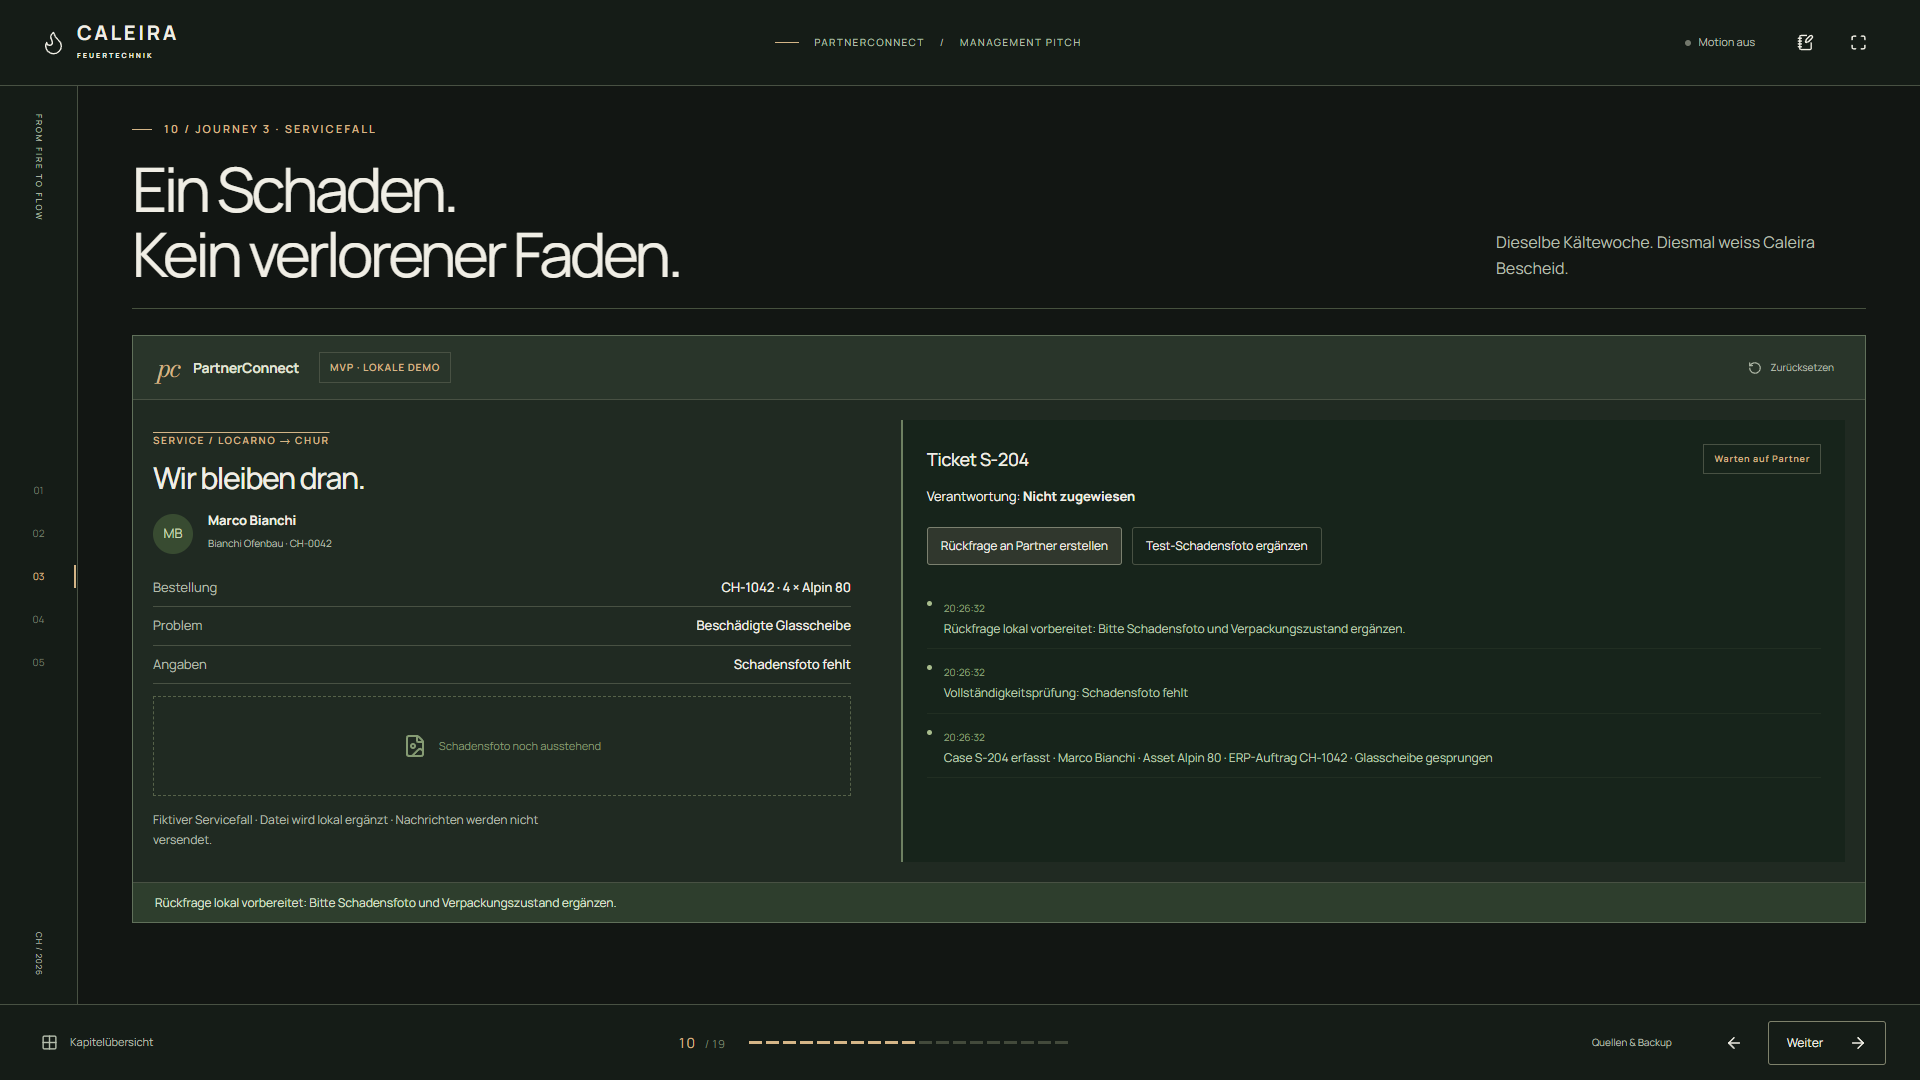 CALEIRA
FEUERTECHNIK
PARTNERCONNECT / MANAGEMENT PITCH
Motion aus
FROM FIRE TO FLOW
10 / JOURNEY 3 · SERVICEFALL
Ein Schaden.
Kein verlorener Faden.
Dieselbe Kältewoche. Diesmal weiss Caleira
Bescheid.
pc PartnerConnect
MVP · LOKALE DEMO
Zurücksetzen
SERVICE / LOCARNO → CHUR
Wir bleiben dran.
MB
Marco Bianchi
Bianchi Ofenbau · CH-0042
Bestellung CH-1042 · 4 × Alpin 80
Problem Beschädigte Glasscheibe
Angaben Schadensfoto fehlt
Schadensfoto noch ausstehend
Fiktiver Servicefall · Datei wird lokal ergänzt · Nachrichten werden nicht
versendet.
Ticket S-204
Warten auf Partner
Verantwortung: Nicht zugewiesen
Rückfrage an Partner erstellen
Test-Schadensfoto ergänzen
20:26:32
Rückfrage lokal vorbereitet: Bitte Schadensfoto und Verpackungszustand ergänzen.
20:26:32
Vollständigkeitsprüfung: Schadensfoto fehlt
20:26:32
Case S-204 erfasst · Marco Bianchi · Asset Alpin 80 · ERP-Auftrag CH-1042 · Glasscheibe gesprungen
Rückfrage lokal vorbereitet: Bitte Schadensfoto und Verpackungszustand ergänzen.
01
02
03
04
05
CH / 2026
Kapitelübersicht
10 / 19
Quellen & Backup
Weiter